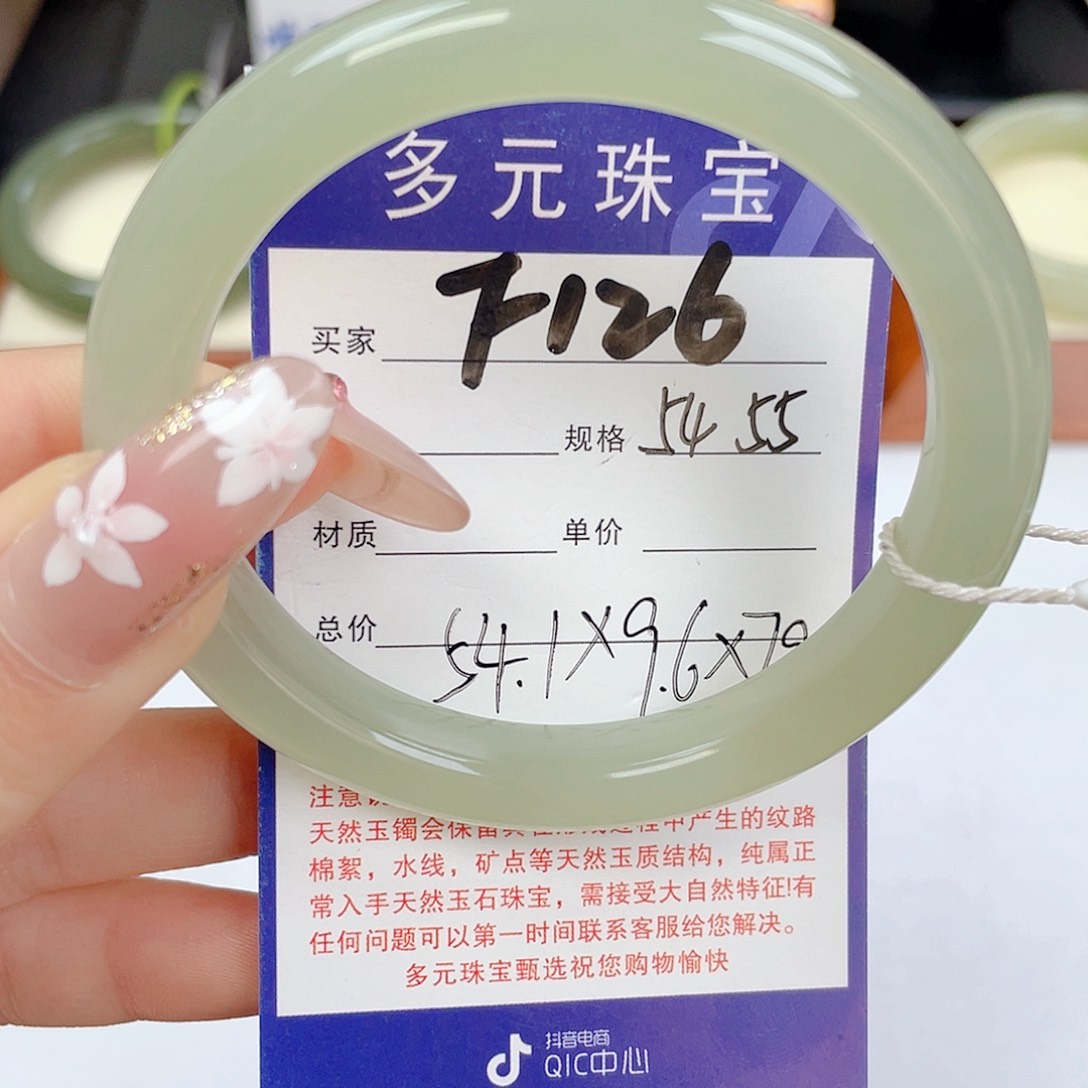 多元珠宝
买家 F126
规格 54 55
材质 单价
总价 54.1X9.6X7
注意
天然玉镯会保留其在形成过程中产生的纹路
棉絮，水线，矿点等天然玉质结构，纯属正
常入手天然玉石珠宝，需接受大自然特征!有
任何问题可以第一时间联系客服给您解决。
多元珠宝甄选祝您购物愉快
抖音电商
QIC中心